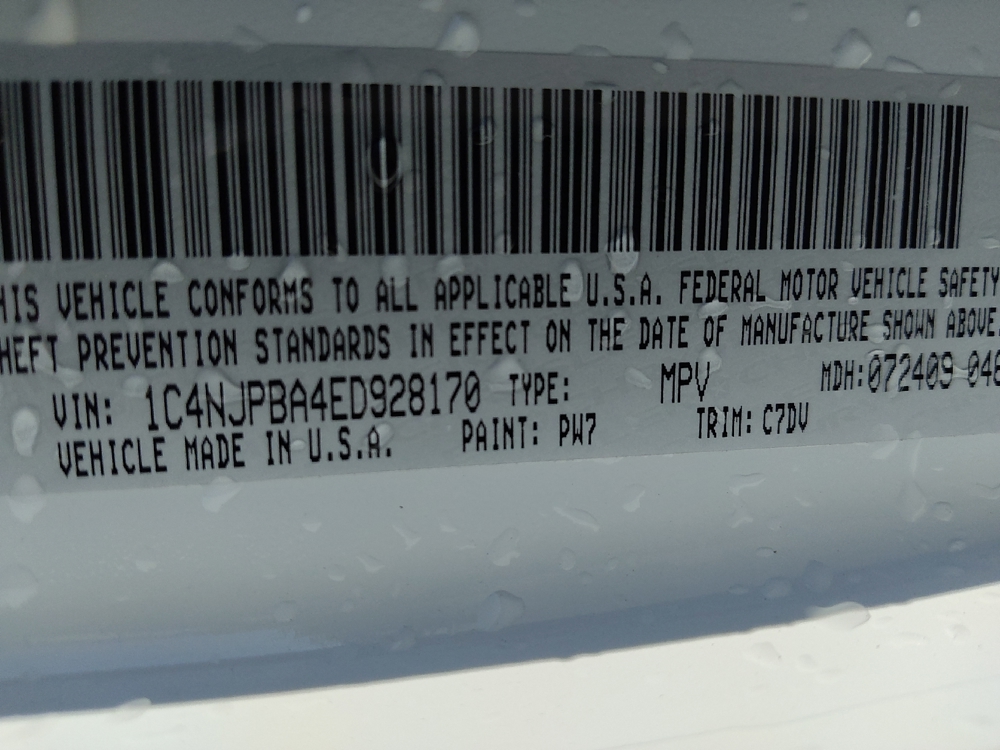 HIS VEHICLE CONFORMS TO ALL APPLICABLE U.S.A. FEDERAL MOTOR VEHICLE SAFETY
HEFT PREVENTION STANDARDS IN EFFECT ON THE DATE OF MANUFACTURE SHOWN ABOVE.
VIN: 1C4NJPBA4ED928170 TYPE: MPV MDH: 072409 048
VEHICLE MADE IN U.S.A. PAINT: PW7 TRIM: C7DV